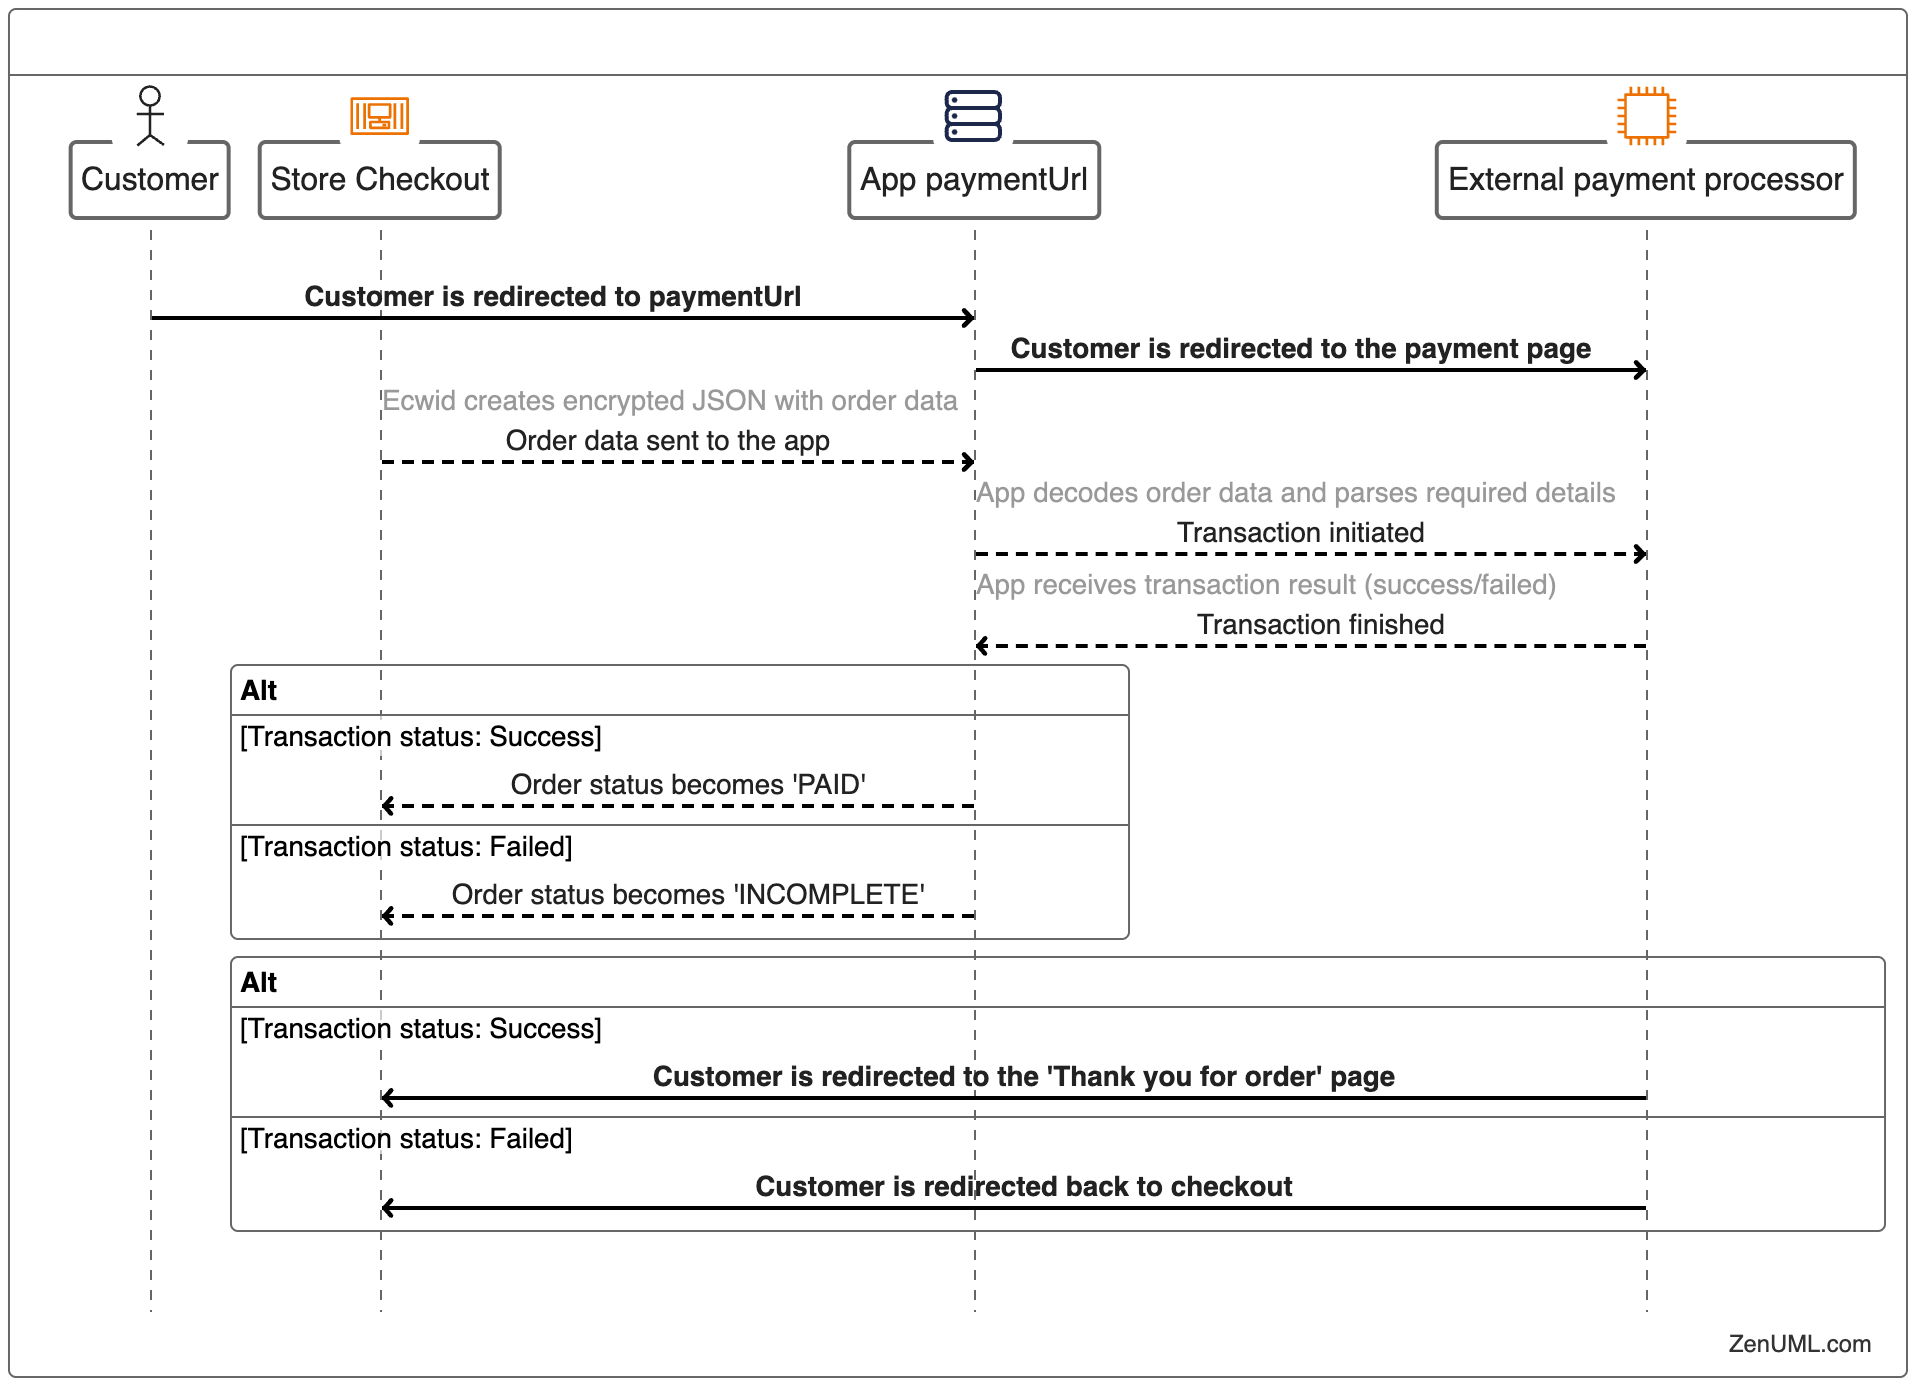 Customer
Store Checkout
App paymentUrl
External payment processor
Customer is redirected to paymentUrl
Customer is redirected to the payment page
Ecwid creates encrypted JSON with order data
Order data sent to the app
App decodes order data and parses required details
Transaction initiated
App receives transaction result (success/failed)
Transaction finished
Alt
[Transaction status: Success]
Order status becomes 'PAID'
[Transaction status: Failed]
Order status becomes 'INCOMPLETE'
Alt
[Transaction status: Success]
Customer is redirected to the 'Thank you for order' page
[Transaction status: Failed]
Customer is redirected back to checkout
ZenUML.com